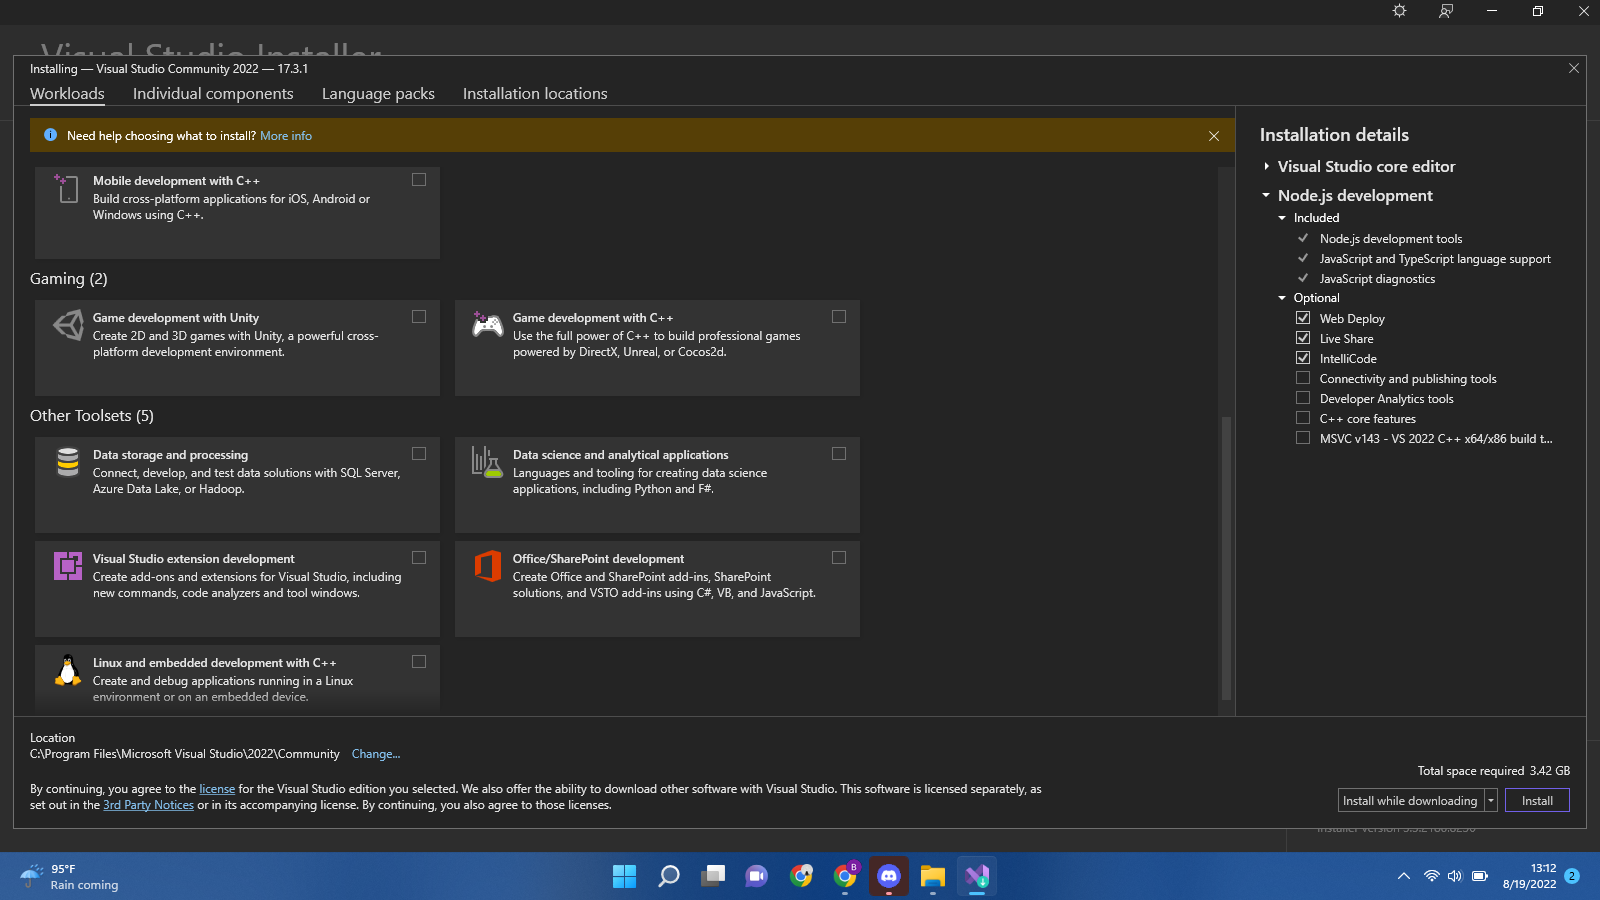 Visual Studio Installer
Installing — Visual Studio Community 2022 — 17.3.1
Workloads
Individual components
Language packs
Installation locations
Need help choosing what to install? More info
Mobile development with C++
Build cross-platform applications for iOS, Android or
Windows using C++.
Gaming (2)
Game development with Unity
Create 2D and 3D games with Unity, a powerful cross-
platform development environment.
Game development with C++
Use the full power of C++ to build professional games
powered by DirectX, Unreal, or Cocos2d.
Other Toolsets (5)
Data storage and processing
Connect, develop, and test data solutions with SQL Server,
Azure Data Lake, or Hadoop.
Data science and analytical applications
Languages and tooling for creating data science
applications, including Python and F#.
Visual Studio extension development
Create add-ons and extensions for Visual Studio, including
new commands, code analyzers and tool windows.
Office/SharePoint development
Create Office and SharePoint add-ins, SharePoint
solutions, and VSTO add-ins using C#, VB, and JavaScript.
Linux and embedded development with C++
Create and debug applications running in a Linux
environment or on an embedded device.
Installation details
Visual Studio core editor
Node.js development
Included
Node.js development tools
JavaScript and TypeScript language support
JavaScript diagnostics
Optional
Web Deploy
Live Share
IntelliCode
Connectivity and publishing tools
Developer Analytics tools
C++ core features
MSVC v143 - VS 2022 C++ x64/x86 build t...
Location
C:\Program Files\Microsoft Visual Studio\2022\Community Change...
By continuing, you agree to the license for the Visual Studio edition you selected. We also offer the ability to download other software with Visual Studio. This software is licensed separately, as
set out in the 3rd Party Notices or in its accompanying license. By continuing, you also agree to those licenses.
Total space required 3.42 GB
Install while downloading
Install
Installer version
95°F
Rain coming
B
13:12
8/19/2022
2